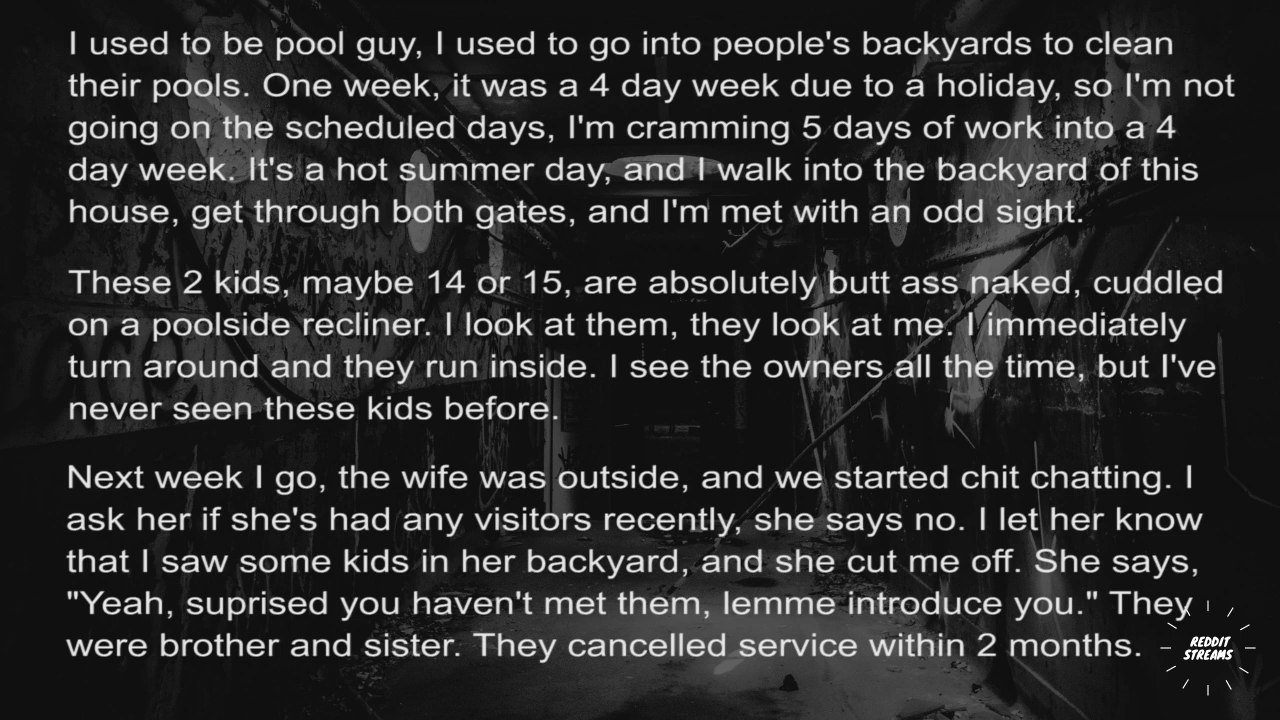 I used to be pool guy, I used to go into people's backyards to clean
their pools. One week, it was a 4 day week due to a holiday, so I'm not
going on the scheduled days, I'm cramming 5 days of work into a 4
day week. It's a hot summer day, and I walk into the backyard of this
house, get through both gates, and I'm met with an odd sight.
These 2 kids, maybe 14 or 15, are absolutely butt ass naked, cuddled
on a poolside recliner. I look at them, they look at me. I immediately
turn around and they run inside. I see the owners all the time, but I've
never seen these kids before.
Next week I go, the wife was outside, and we started chit chatting. I
ask her if she's had any visitors recently, she says no. I let her know
that I saw some kids in her backyard, and she cut me off. She says,
"Yeah, suprised you haven't met them, lemme introduce you." They
were brother and sister. They cancelled service within 2 months.
REDDIT
STREAMS